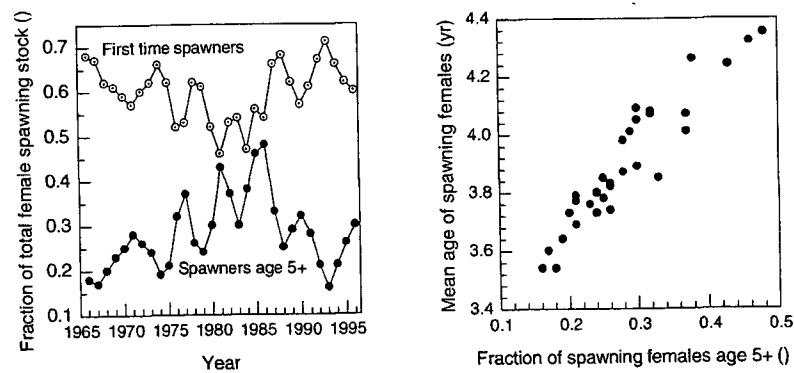 Fraction of total female spawning stock ()
0.7
0.6
0.5
0.4
0.3
0.2
0.1
First time spawners
Spawners age 5+
1965 1970 1975 1980 1985 1990 1995
Year
Mean age of spawning females (yr)
4.4
4.2
4.0
3.8
3.6
3.4
0.1 0.2 0.3 0.4 0.5
Fraction of spawning females age 5+ ()